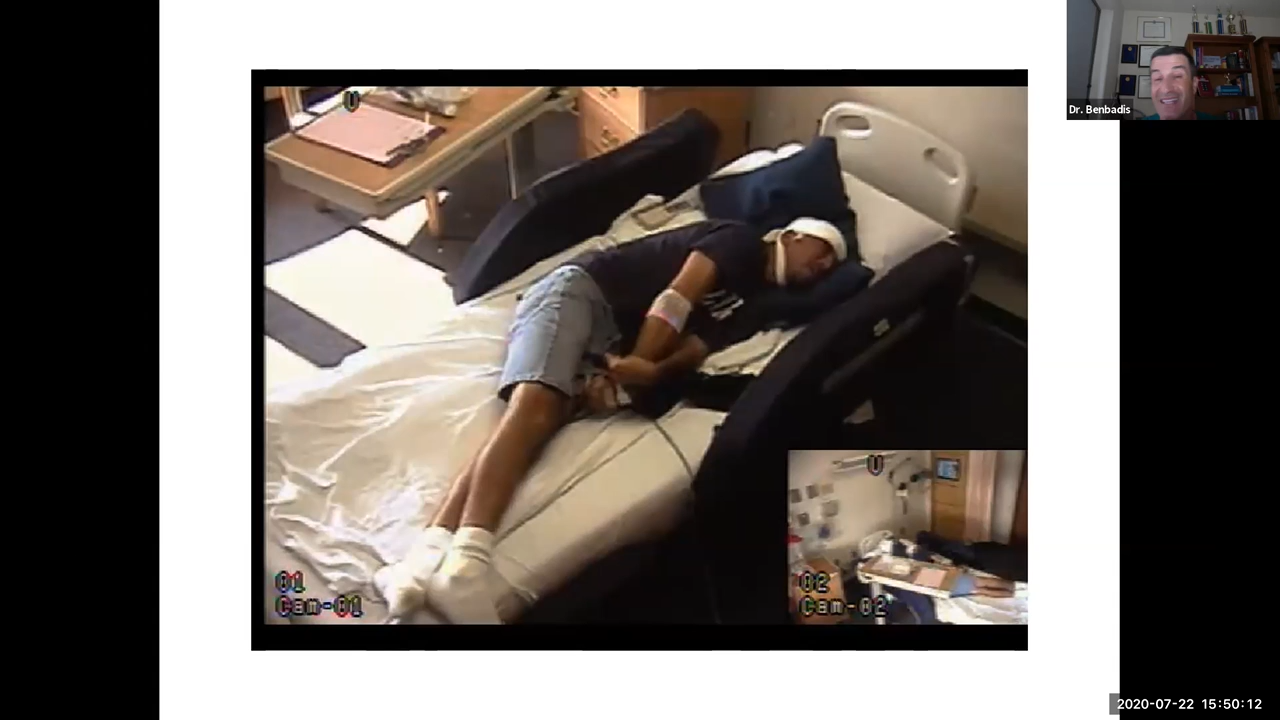 U
Dr. Benbadis
U
01
Cam-01
02
Cam-02
2020-07-22 15:50:12